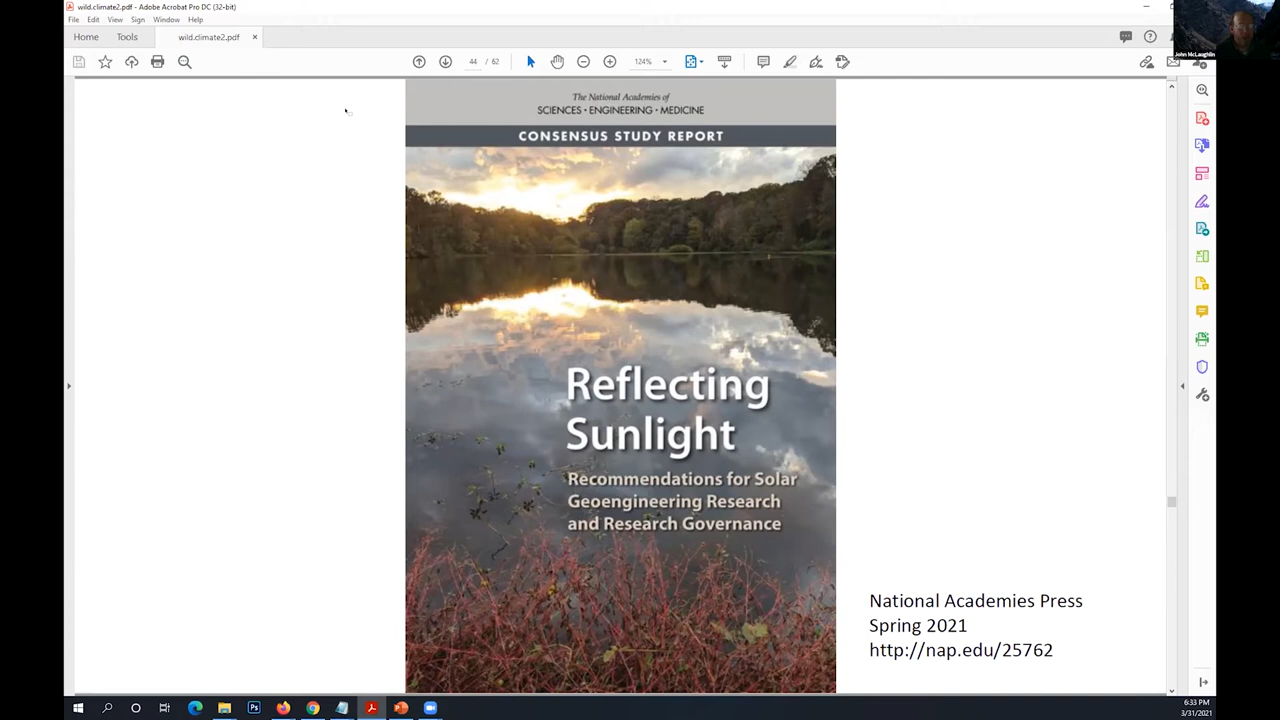 wild.climate2.pdf - Adobe Acrobat Pro DC (32-bit)
File Edit View Sign Window Help
Home Tools wild.climate2.pdf ×
44 / 62 124%
John McLaughlin
The National Academies of
SCIENCES • ENGINEERING • MEDICINE
CONSENSUS STUDY REPORT
Reflecting
Sunlight
Recommendations for Solar
Geoengineering Research
and Research Governance
National Academies Press
Spring 2021
http://nap.edu/25762
Ps
6:33 PM
3/31/2021